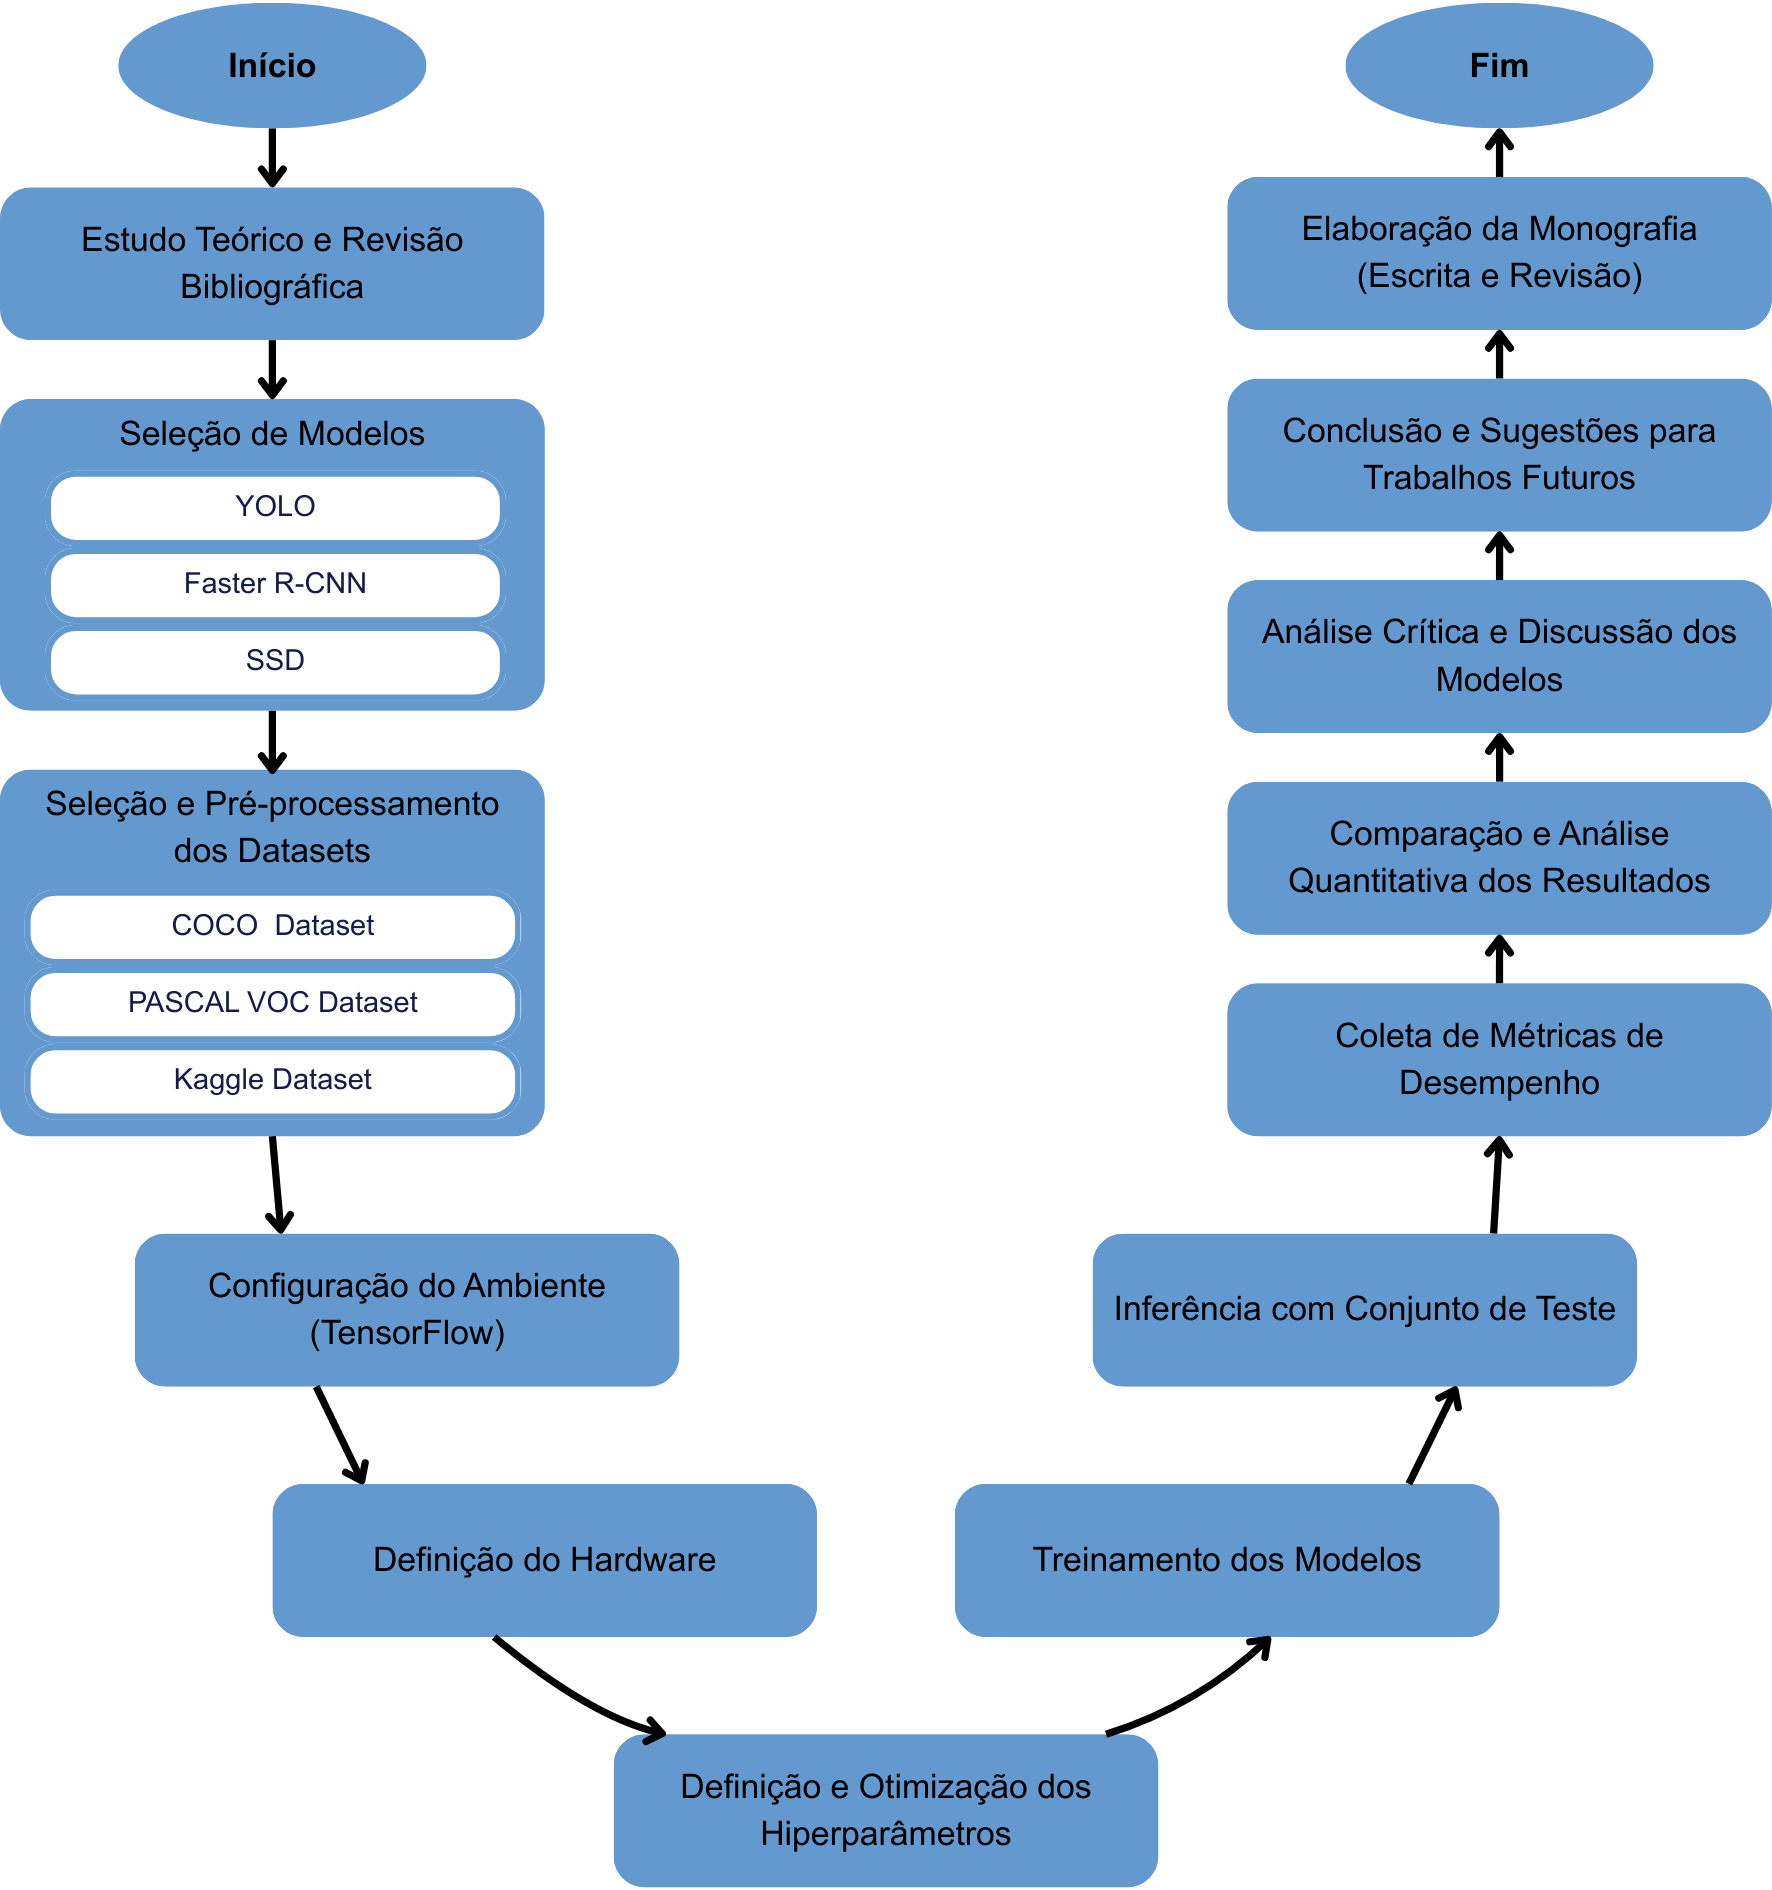 Início
Estudo Teórico e Revisão
Bibliográfica
Seleção de Modelos
YOLO
Faster R-CNN
SSD
Seleção e Pré-processamento
dos Datasets
COCO  Dataset
PASCAL VOC Dataset
Kaggle Dataset
Configuração do Ambiente
(TensorFlow)
Definição do Hardware
Definição e Otimização dos
Hiperparâmetros
Treinamento dos Modelos
Inferência com Conjunto de Teste
Coleta de Métricas de
Desempenho
Comparação e Análise
Quantitativa dos Resultados
Análise Crítica e Discussão dos
Modelos
Conclusão e Sugestões para
Trabalhos Futuros
Elaboração da Monografia
(Escrita e Revisão)
Fim